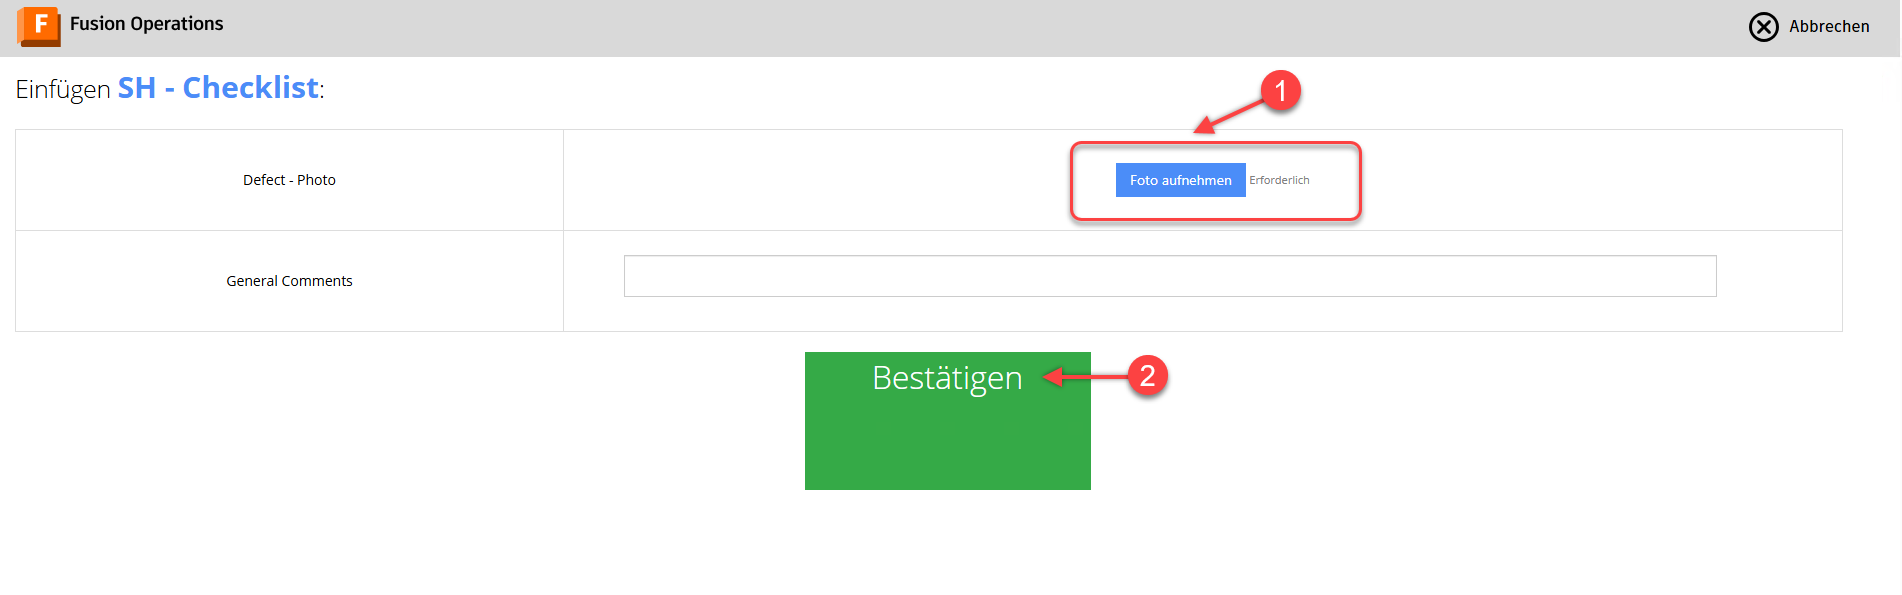 F Fusion Operations
Abbrechen
Einfügen SH - Checklist:
1
Defect - Photo
Foto aufnehmen Erforderlich
General Comments
Bestätigen
2